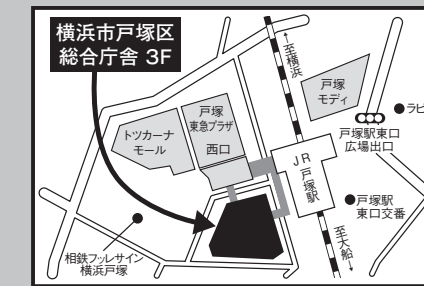 横浜市戸塚区
総合庁舎 3F
←至横浜
戸塚
モディ
戸塚
東急プラザ
西口
トツカーナ
モール
ラピ
戸塚駅東口
広場出口
JR戸塚駅
戸塚駅
東口交番
至大船→
相鉄フレサイン
横浜戸塚